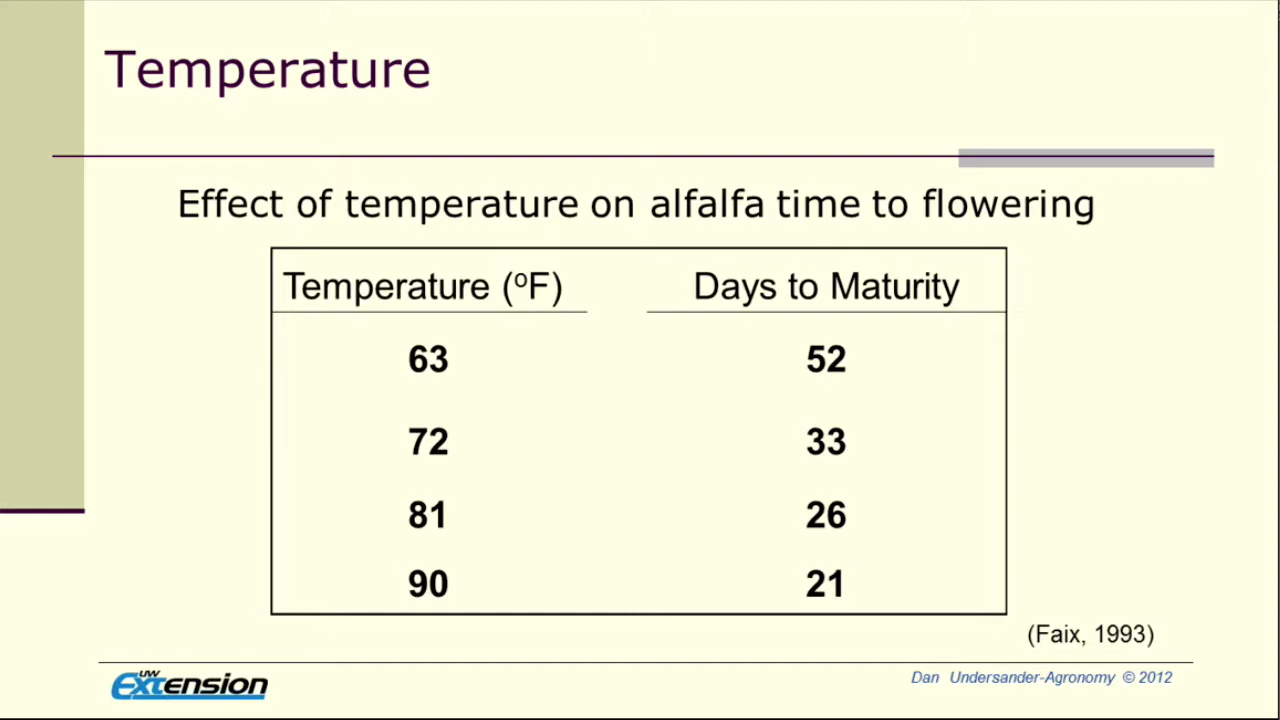 Temperature
Effect of temperature on alfalfa time to flowering
Temperature (ºF) Days to Maturity
63 52
72 33
81 26
90 21
(Faix, 1993)
UW
Extension
Dan Undersander-Agronomy © 2012